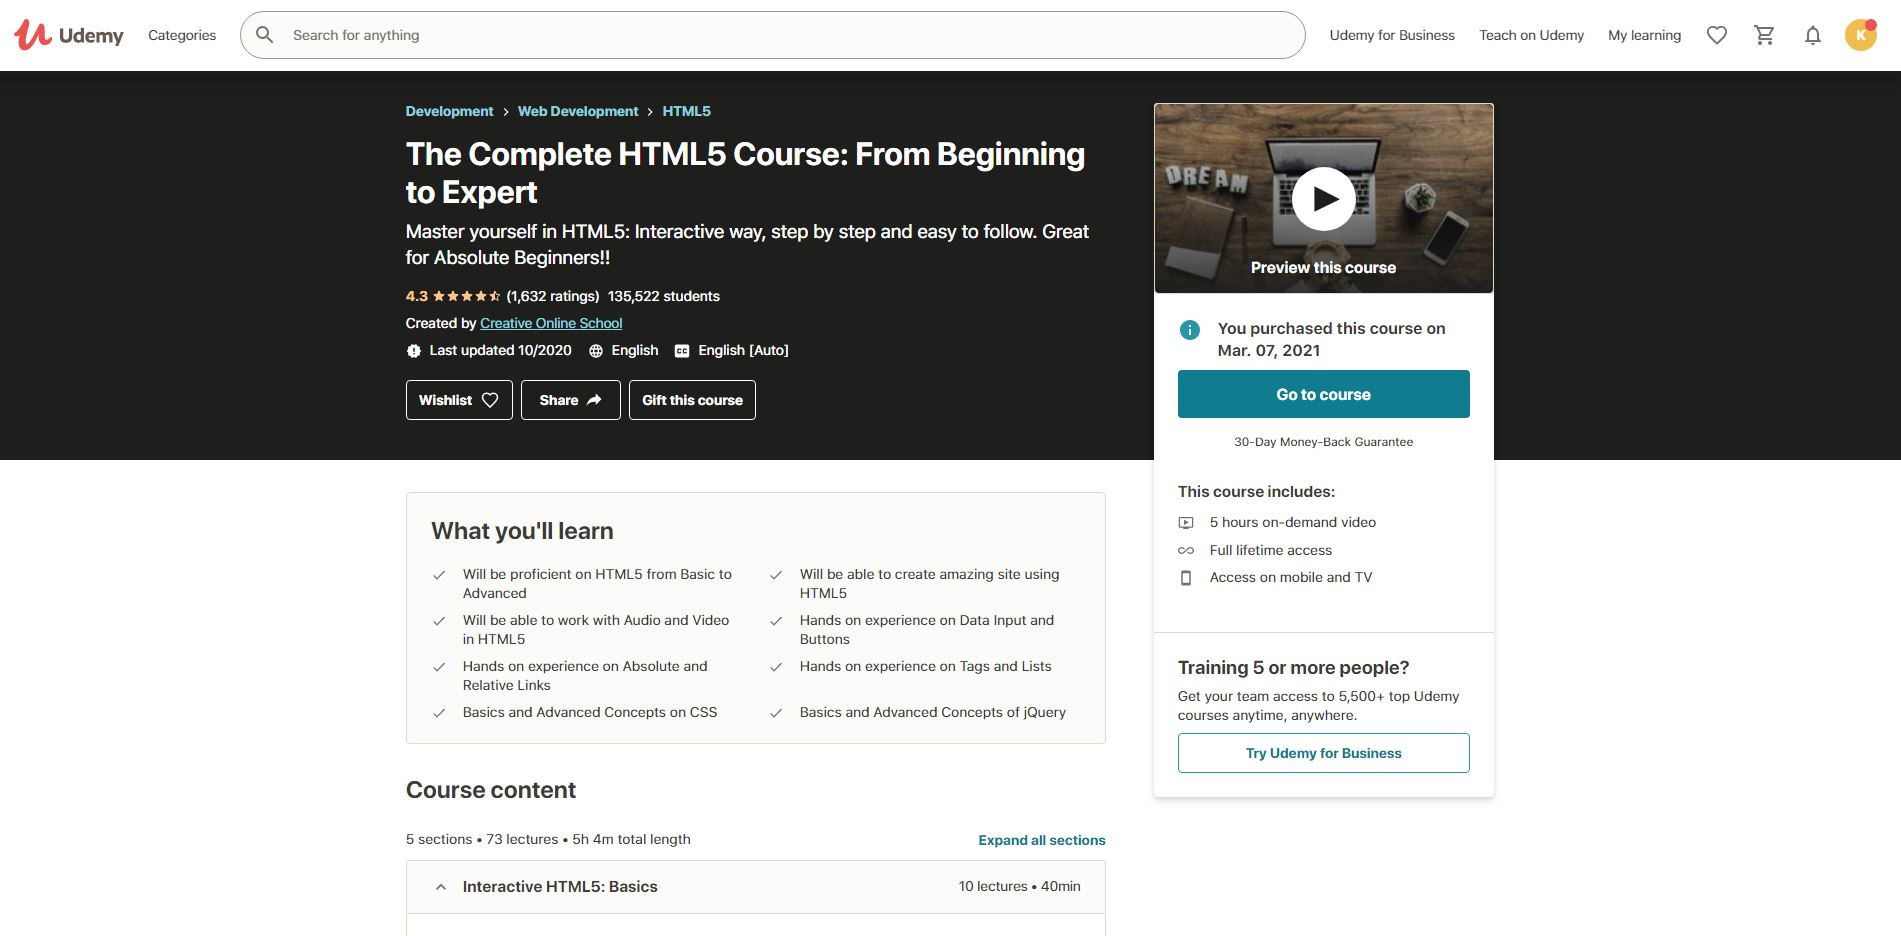 Udemy
Categories
Search for anything
Udemy for Business
Teach on Udemy
My learning
K
Development > Web Development > HTML5
The Complete HTML5 Course: From Beginning
to Expert
Master yourself in HTML5: Interactive way, step by step and easy to follow. Great
for Absolute Beginners!!
4.3 (1,632 ratings) 135,522 students
Created by Creative Online School
Last updated 10/2020 English CC English [Auto]
Wishlist
Share
Gift this course
DREAM
Preview this course
You purchased this course on
Mar. 07, 2021
Go to course
30-Day Money-Back Guarantee
This course includes:
5 hours on-demand video
Full lifetime access
Access on mobile and TV
Training 5 or more people?
Get your team access to 5,500+ top Udemy
courses anytime, anywhere.
Try Udemy for Business
What you'll learn
Will be proficient on HTML5 from Basic to
Advanced
Will be able to create amazing site using
HTML5
Will be able to work with Audio and Video
in HTML5
Hands on experience on Data Input and
Buttons
Hands on experience on Absolute and
Relative Links
Hands on experience on Tags and Lists
Basics and Advanced Concepts on CSS
Basics and Advanced Concepts of jQuery
Course content
5 sections • 73 lectures • 5h 4m total length
Expand all sections
Interactive HTML5: Basics
10 lectures • 40min